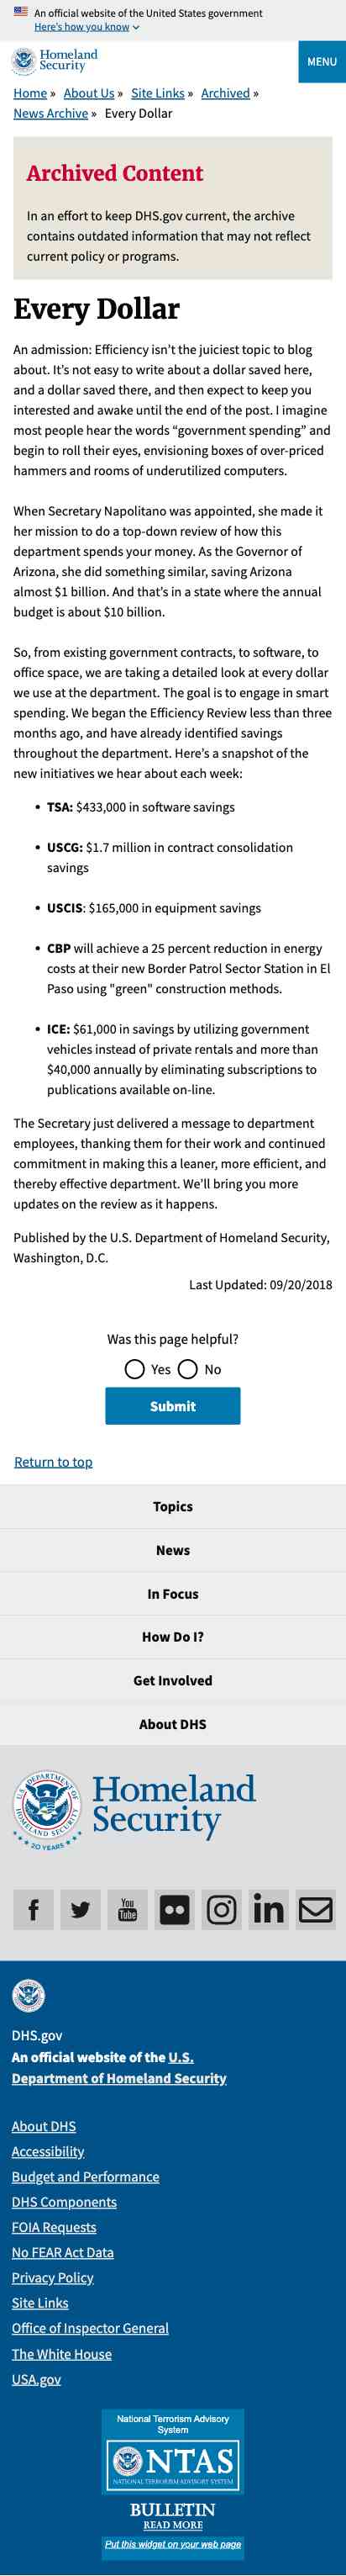 An official website of the United States government
Here's how you know
Homeland
Security
MENU
Home » About Us » Site Links » Archived »
News Archive » Every Dollar
Archived Content
In an effort to keep DHS.gov current, the archive
contains outdated information that may not reflect
current policy or programs.
Every Dollar
An admission: Efficiency isn’t the juiciest topic to blog
about. It’s not easy to write about a dollar saved here,
and a dollar saved there, and then expect to keep you
interested and awake until the end of the post. I imagine
most people hear the words “government spending” and
begin to roll their eyes, envisioning boxes of over-priced
hammers and rooms of underutilized computers.
When Secretary Napolitano was appointed, she made it
her mission to do a top-down review of how this
department spends your money. As the Governor of
Arizona, she did something similar, saving Arizona
almost $1 billion. And that’s in a state where the annual
budget is about $10 billion.
So, from existing government contracts, to software, to
office space, we are taking a detailed look at every dollar
we use at the department. The goal is to engage in smart
spending. We began the Efficiency Review less than three
months ago, and have already identified savings
throughout the department. Here’s a snapshot of the
new initiatives we hear about each week:
• TSA: $433,000 in software savings
• USCG: $1.7 million in contract consolidation
savings
• USCIS: $165,000 in equipment savings
• CBP will achieve a 25 percent reduction in energy
costs at their new Border Patrol Sector Station in El
Paso using "green" construction methods.
• ICE: $61,000 in savings by utilizing government
vehicles instead of private rentals and more than
$40,000 annually by eliminating subscriptions to
publications available on-line.
The Secretary just delivered a message to department
employees, thanking them for their work and continued
commitment in making this a leaner, more efficient, and
thereby effective department. We’ll bring you more
updates on the review as it happens.
Published by the U.S. Department of Homeland Security,
Washington, D.C.
Last Updated: 09/20/2018
Was this page helpful?
Yes No
Submit
Return to top
Topics
News
In Focus
How Do I?
Get Involved
About DHS
Homeland
Security
20 YEARS
You
Tube
in
DHS.gov
An official website of the U.S.
Department of Homeland Security
About DHS
Accessibility
Budget and Performance
DHS Components
FOIA Requests
No FEAR Act Data
Privacy Policy
Site Links
Office of Inspector General
The White House
USA.gov
National Terrorism Advisory
System
NTAS
NATIONAL TERRORISM ADVISORY SYSTEM
BULLETIN
READ MORE
Put this widget on your web page